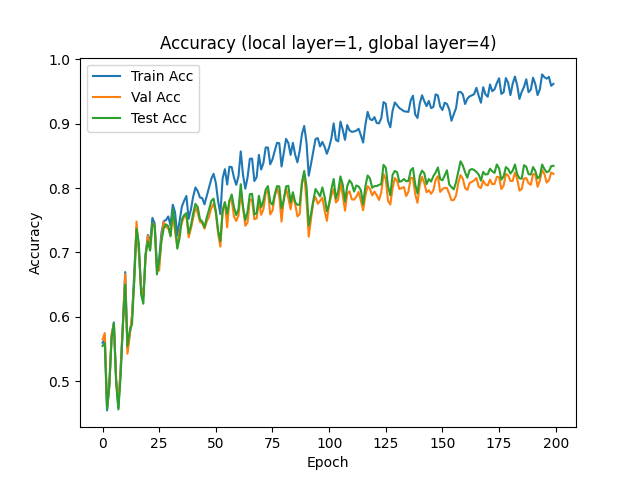 Accuracy (local layer=1, global layer=4)
Train Acc
Val Acc
Test Acc
1.0
0.9
0.8
0.7
0.6
0.5
Accuracy
0 25 50 75 100 125 150 175 200
Epoch